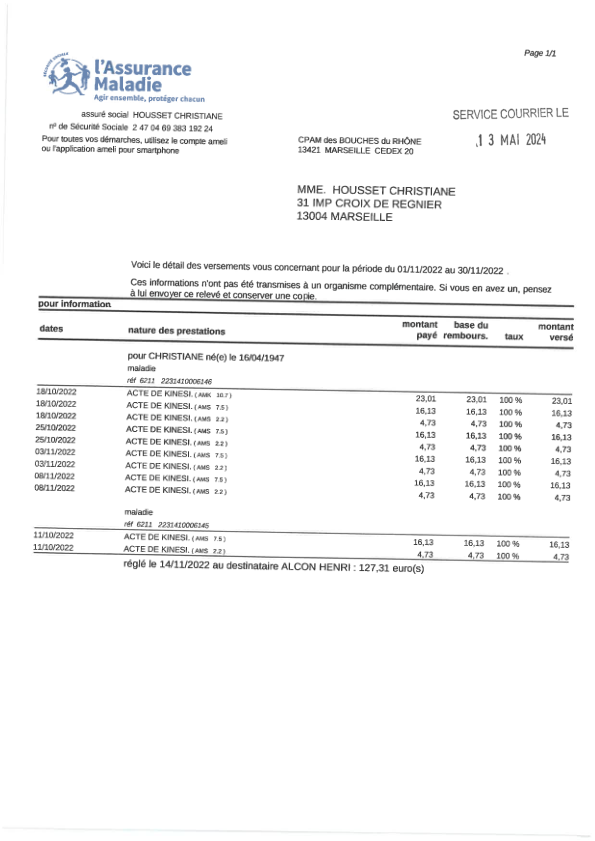 Page 1/1
SÉCURITÉ SOCIALE
l'Assurance
Maladie
Agir ensemble, protéger chacun
assuré social HOUSSET CHRISTIANE
nº de Sécurité Sociale 2 47 04 69 383 192 24
Pour toutes vos démarches, utilisez le compte ameli
ou l'application ameli pour smartphone
SERVICE COURRIER LE
13 MAI 2024
CPAM des BOUCHES du RHÔNE
13421 MARSEILLE CEDEX 20
MME. HOUSSET CHRISTIANE
31 IMP CROIX DE REGNIER
13004 MARSEILLE
Voici le détail des versements vous concernant pour la période du 01/11/2022 au 30/11/2022 .
Ces informations n'ont pas été transmises à un organisme complémentaire. Si vous en avez un, pensez
à lui envoyer ce relevé et conserver une copie.
pour information
dates nature des prestations montant payé base du rembours. taux montant versé
pour CHRISTIANE né(e) le 16/04/1947
maladie
réf 6211 2231410006146
18/10/2022 ACTE DE KINESI. ( AMK 10.7 ) 23,01 23,01 100 % 23,01
18/10/2022 ACTE DE KINESI. ( AMS 7.5 ) 16,13 16,13 100 % 16,13
18/10/2022 ACTE DE KINESI. ( AMS 2.2 ) 4,73 4,73 100 % 4,73
25/10/2022 ACTE DE KINESI. ( AMS 7.5 ) 16,13 16,13 100 % 16,13
25/10/2022 ACTE DE KINESI. ( AMS 2.2 ) 4,73 4,73 100 % 4,73
03/11/2022 ACTE DE KINESI. ( AMS 7.5 ) 16,13 16,13 100 % 16,13
03/11/2022 ACTE DE KINESI. ( AMS 2.2 ) 4,73 4,73 100 % 4,73
08/11/2022 ACTE DE KINESI. ( AMS 7.5 ) 16,13 16,13 100 % 16,13
08/11/2022 ACTE DE KINESI. ( AMS 2.2 ) 4,73 4,73 100 % 4,73
maladie
réf 6211 2231410006145
11/10/2022 ACTE DE KINESI. ( AMS 7.5 ) 16,13 16,13 100 % 16,13
11/10/2022 ACTE DE KINESI. ( AMS 2.2 ) 4,73 4,73 100 % 4,73
réglé le 14/11/2022 au destinataire ALCON HENRI : 127,31 euro(s)